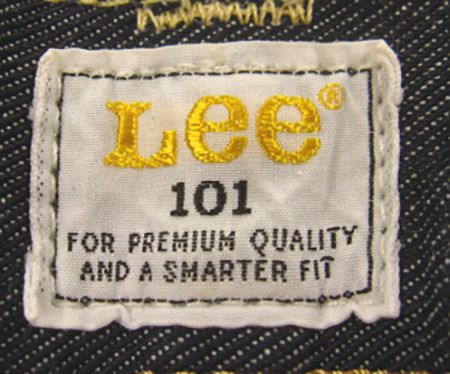 Lee®
101
FOR PREMIUM QUALITY
AND A SMARTER FIT